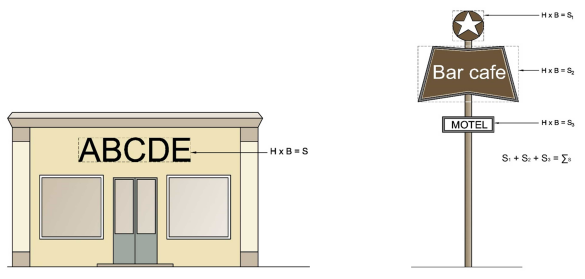 ABCDE
H x B = S
H x B = S₁
Bar cafe
H x B = S₂
MOTEL
H x B = S₃
S₁ + S₂ + S₃ = ∑ₛ